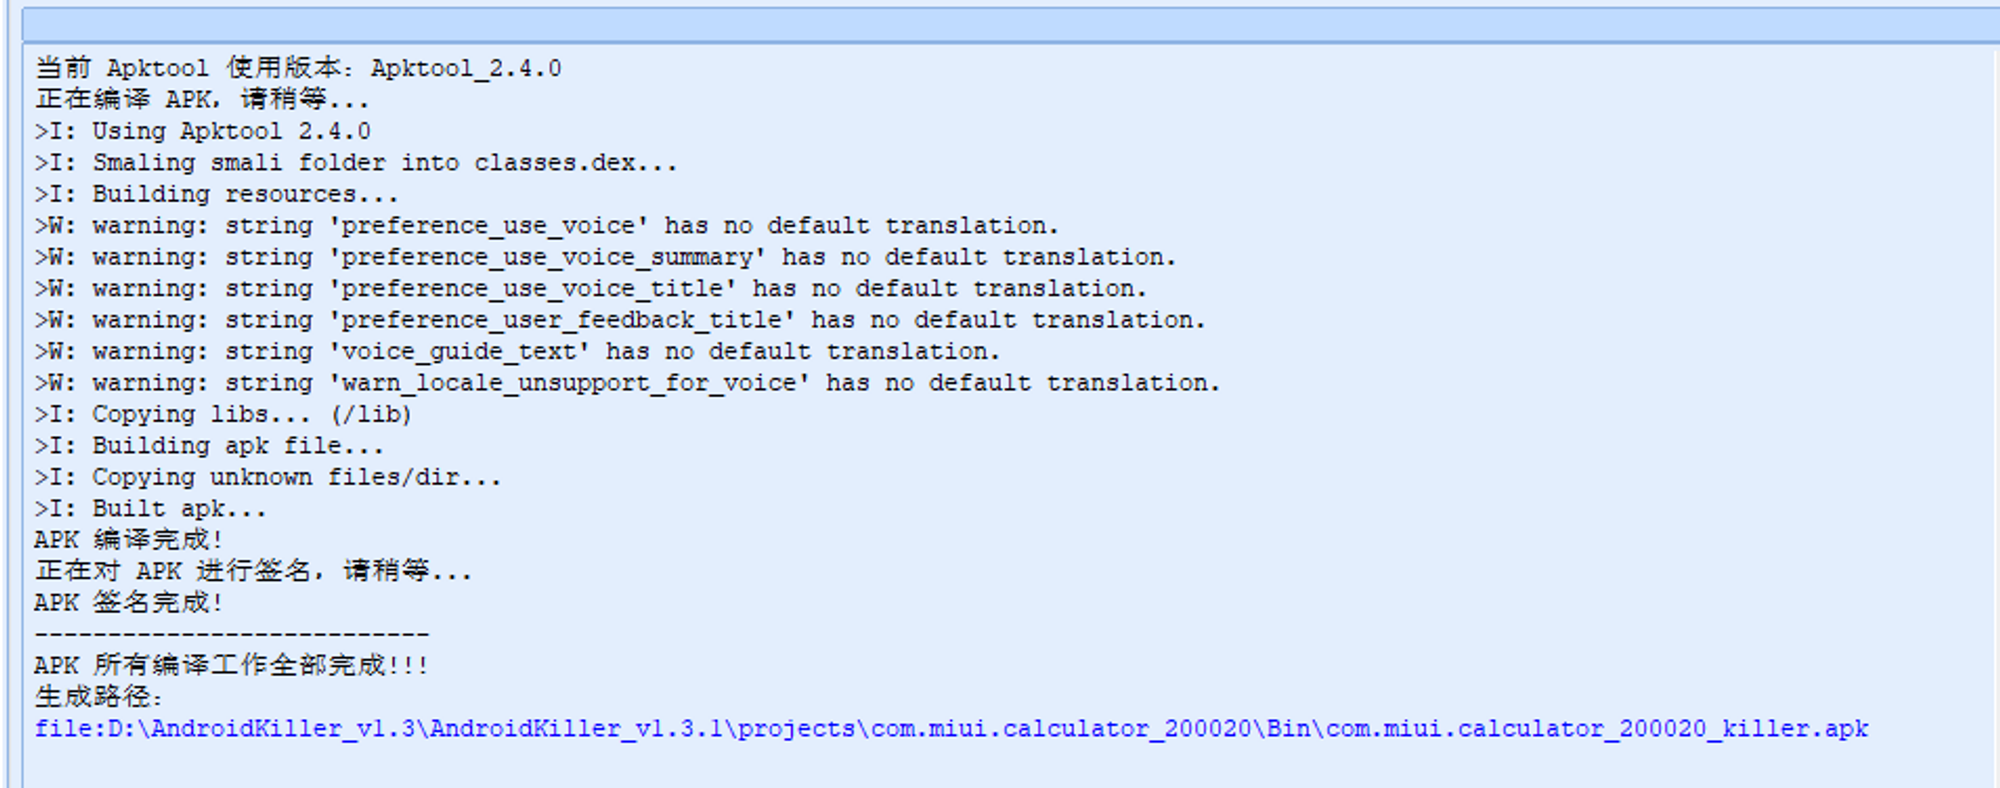 当前 Apktool 使用版本：Apktool_2.4.0
正在编译 APK，请稍等...
>I: Using Apktool 2.4.0
>I: Smaling smali folder into classes.dex...
>I: Building resources...
>W: warning: string 'preference_use_voice' has no default translation.
>W: warning: string 'preference_use_voice_summary' has no default translation.
>W: warning: string 'preference_use_voice_title' has no default translation.
>W: warning: string 'preference_user_feedback_title' has no default translation.
>W: warning: string 'voice_guide_text' has no default translation.
>W: warning: string 'warn_locale_unsupport_for_voice' has no default translation.
>I: Copying libs... (/lib)
>I: Building apk file...
>I: Copying unknown files/dir...
>I: Built apk...
APK 编译完成!
正在对 APK 进行签名，请稍等...
APK 签名完成!
---------------------------
APK 所有编译工作全部完成!!!
生成路径：
file:D:\AndroidKiller_v1.3\AndroidKiller_v1.3.1\projects\com.miui.calculator_200020\Bin\com.miui.calculator_200020_killer.apk